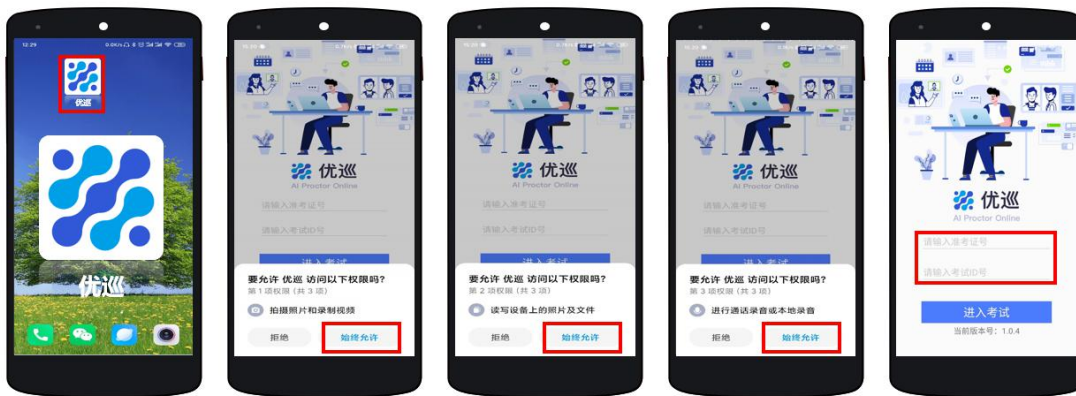 12.29
优巡
优巡
优巡
AI Proctor Online
请输入准考证号
请输入考试ID号
进入考试
要允许 优巡 访问以下权限吗?
第 1 项权限（共 3 项）
拍摄照片和录制视频
拒绝
始终允许
优巡
AI Proctor Online
请输入准考证号
请输入考试ID号
进入考试
要允许 优巡 访问以下权限吗?
第 2 项权限（共 3 项）
读写设备上的照片及文件
拒绝
始终允许
优巡
AI Proctor Online
请输入准考证号
请输入考试ID号
进入考试
要允许 优巡 访问以下权限吗?
第 3 项权限（共 3 项）
进行通话录音或本地录音
拒绝
始终允许
优巡
AI Proctor Online
请输入准考证号
请输入考试ID号
进入考试
当前版本号：1.0.4